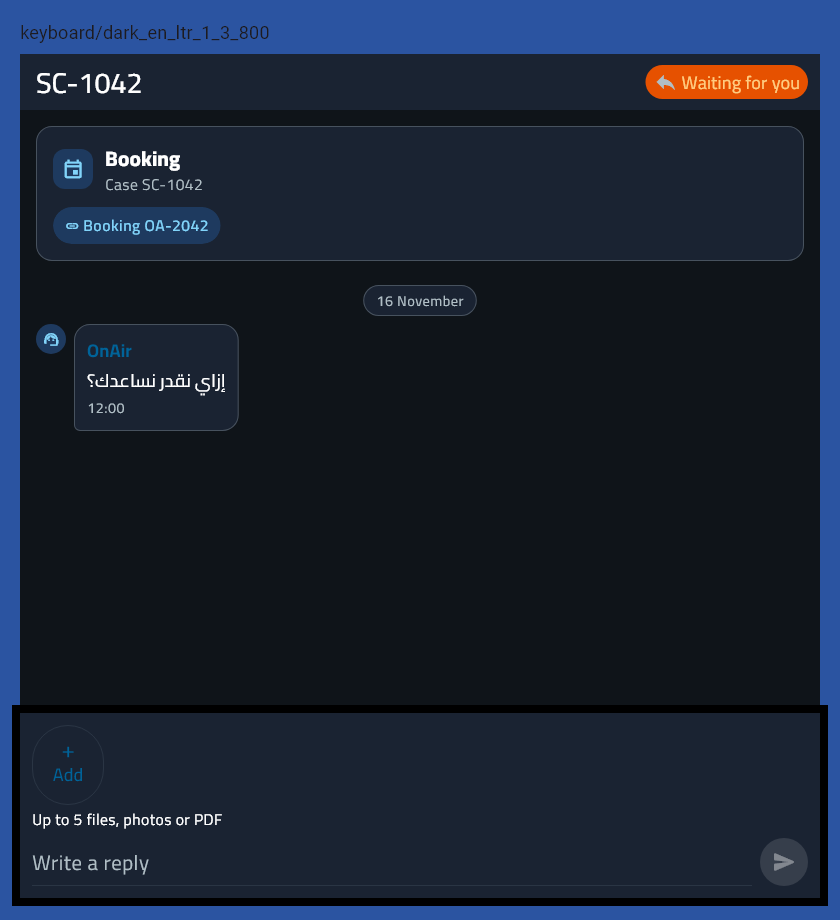 keyboard/dark_en_ltr_1_3_800
SC-1042
Waiting for you
Booking
Case SC-1042
Booking OA-2042
16 November
OnAir
إزاي نقدر نساعدك؟
12:00
+
Add
Up to 5 files, photos or PDF
Write a reply